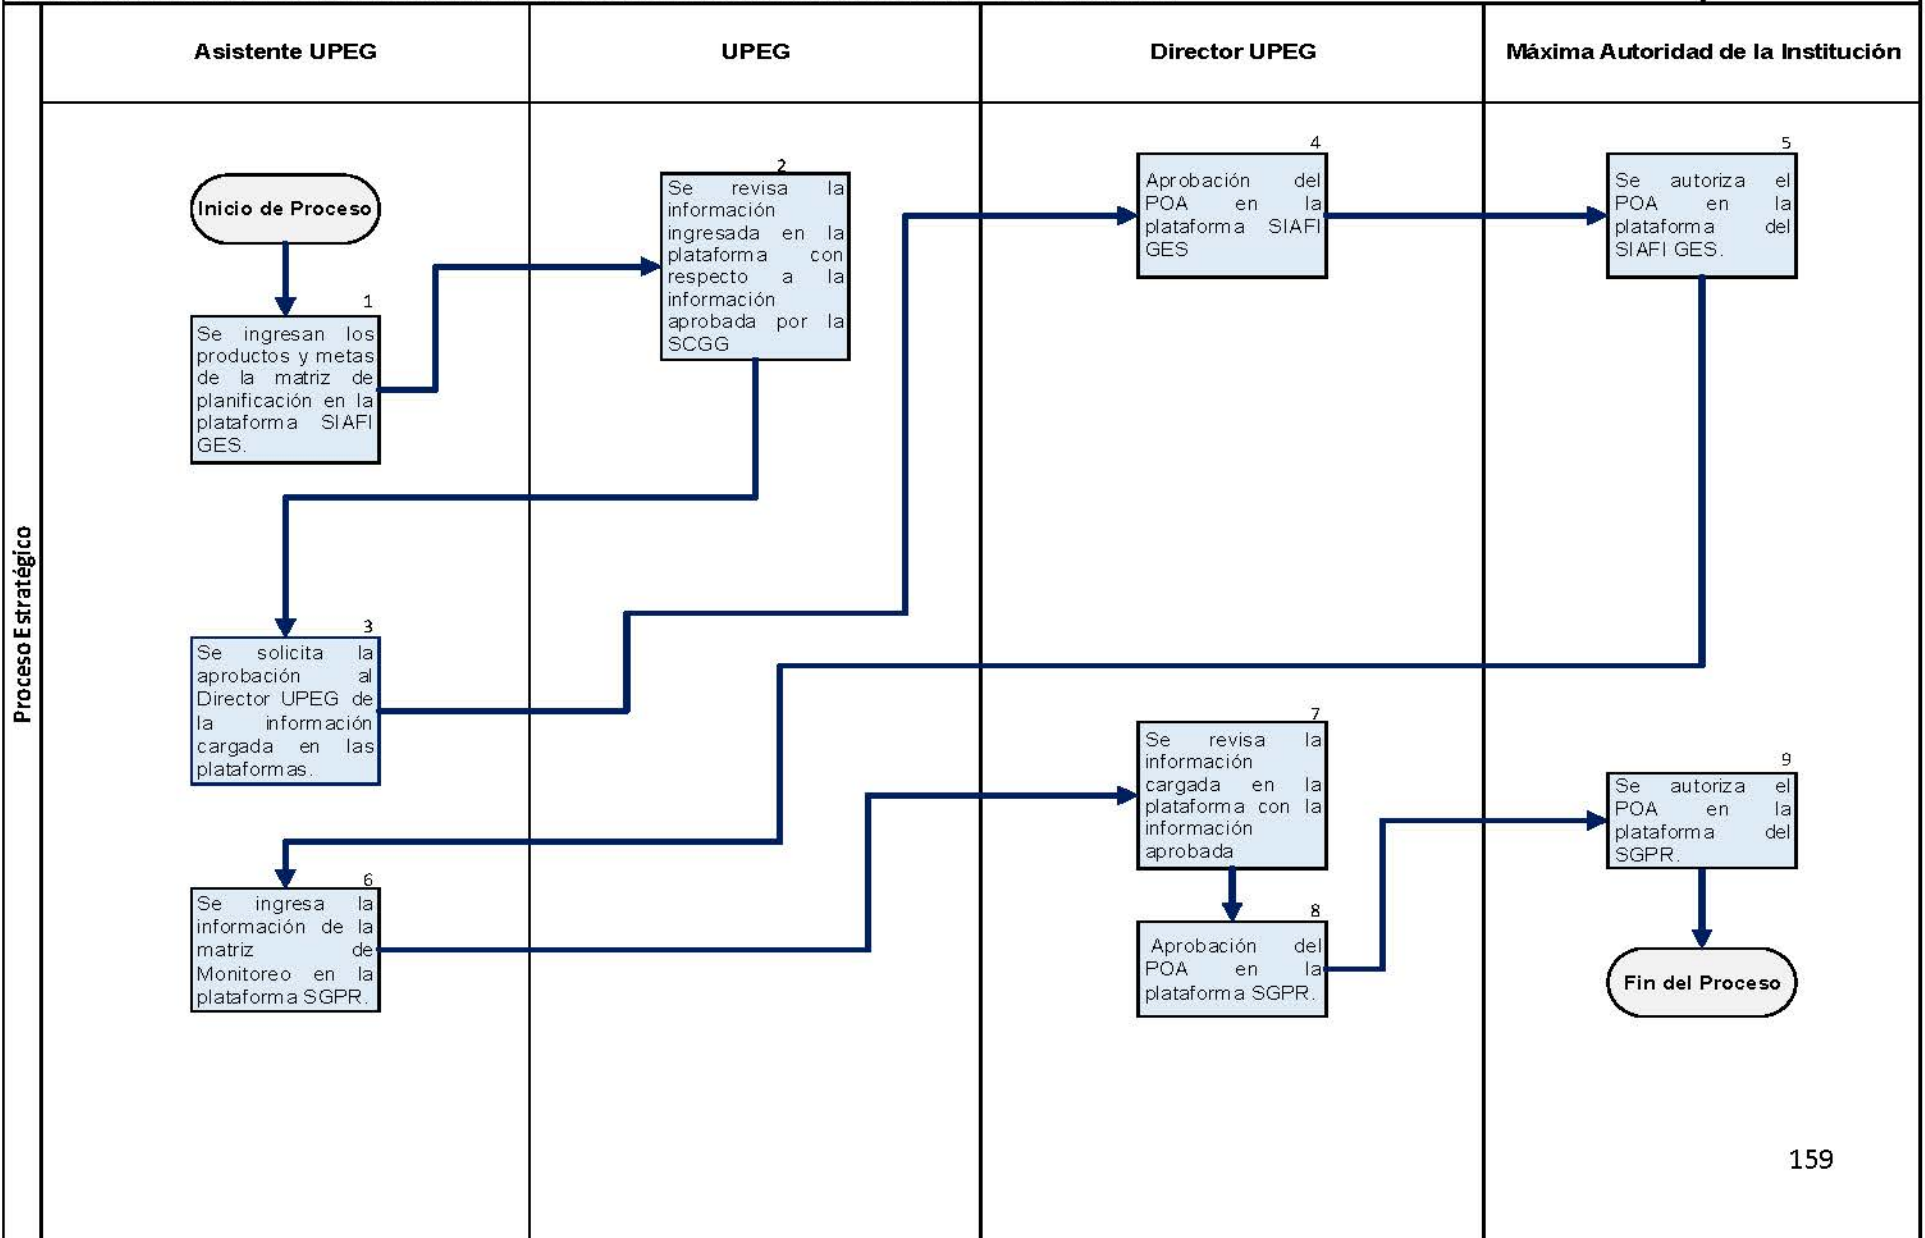 Asistente UPEG
UPEG
Director UPEG
Máxima Autoridad de la Institución
Proceso Estratégico
Inicio de Proceso
1
Se ingresan los
productos y metas
de la matriz de
planificación en la
plataforma SIAFI
GES.
2
Se revisa la
información
ingresada en la
plataforma con
respecto a la
información
aprobada por la
SCGG
3
Se solicita la
aprobación al
Director UPEG de
la información
cargada en las
plataformas.
4
Aprobación del
POA en la
plataforma SIAFI
GES
5
Se autoriza el
POA en la
plataforma del
SIAFI GES.
6
Se ingresa la
información de la
matriz de
Monitoreo en la
plataforma SGPR.
7
Se revisa la
información
cargada en la
plataforma con la
información
aprobada
8
Aprobación del
POA en la
plataforma SGPR.
9
Se autoriza el
POA en la
plataforma del
SGPR.
Fin del Proceso
159